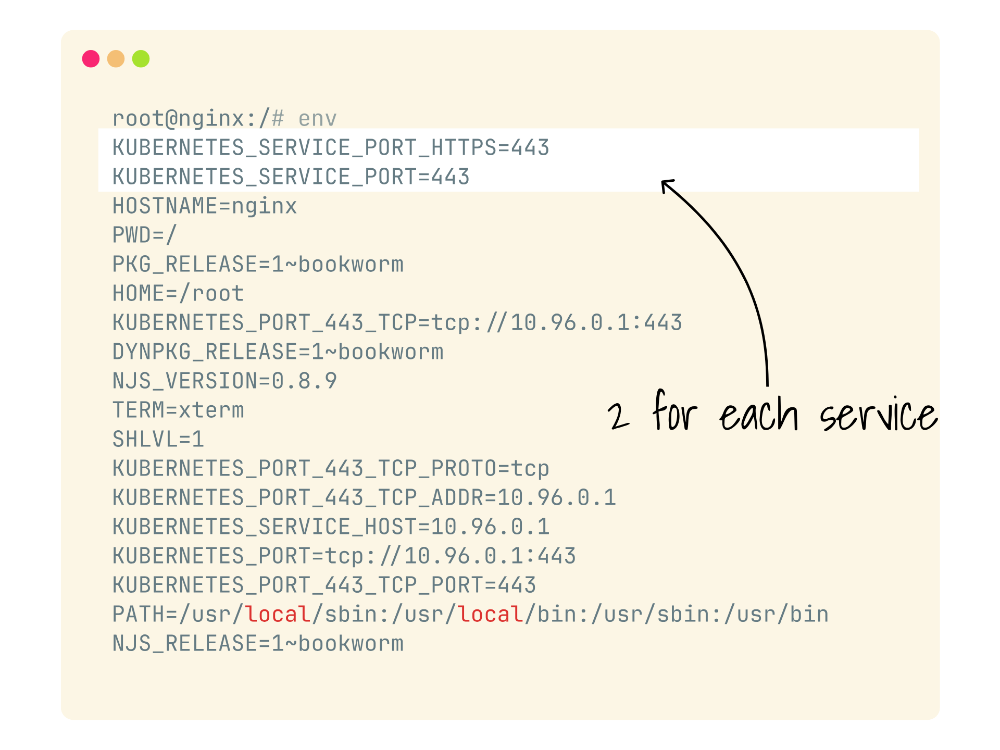 root@nginx:/# env
KUBERNETES_SERVICE_PORT_HTTPS=443
KUBERNETES_SERVICE_PORT=443
HOSTNAME=nginx
PWD=/
PKG_RELEASE=1~bookworm
HOME=/root
KUBERNETES_PORT_443_TCP=tcp://10.96.0.1:443
DYNPKG_RELEASE=1~bookworm
NJS_VERSION=0.8.9
TERM=xterm
2 for each service
SHLVL=1
KUBERNETES_PORT_443_TCP_PROTO=tcp
KUBERNETES_PORT_443_TCP_ADDR=10.96.0.1
KUBERNETES_SERVICE_HOST=10.96.0.1
KUBERNETES_PORT=tcp://10.96.0.1:443
KUBERNETES_PORT_443_TCP_PORT=443
PATH=/usr/local/sbin:/usr/local/bin:/usr/sbin:/usr/bin
NJS_RELEASE=1~bookworm